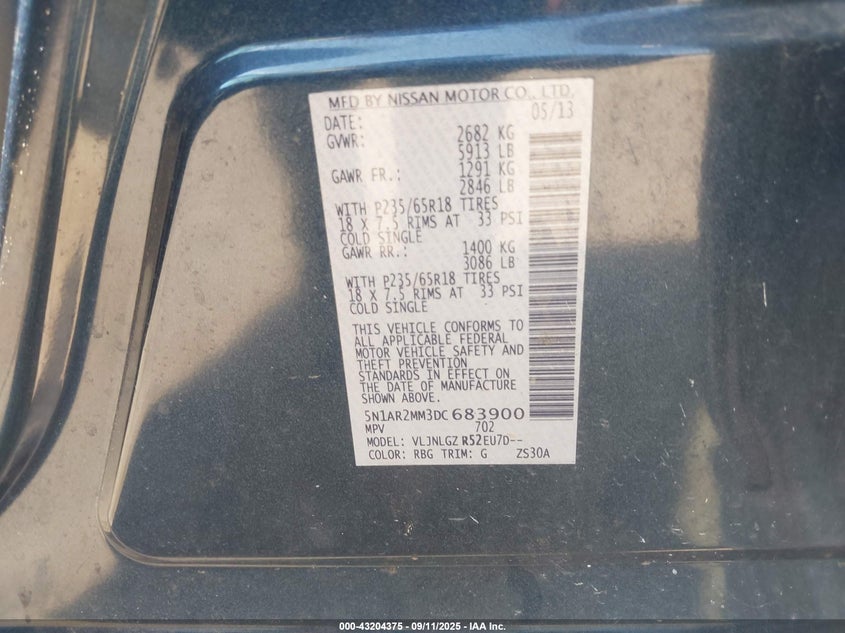 MFD BY NISSAN MOTOR CO., LTD.
DATE: 05/13
GVWR: 2682 KG
5913 LB
GAWR FR.: 1291 KG
2846 LB
WITH P235/65R18 TIRES
18 X 7.5 RIMS AT 33 PSI
COLD SINGLE
GAWR RR.: 1400 KG
3086 LB
WITH P235/65R18 TIRES
18 X 7.5 RIMS AT 33 PSI
COLD SINGLE
THIS VEHICLE CONFORMS TO
ALL APPLICABLE FEDERAL
MOTOR VEHICLE SAFETY AND
THEFT PREVENTION
STANDARDS IN EFFECT ON
THE DATE OF MANUFACTURE
SHOWN ABOVE.
5N1AR2MM3DC 683900
MPV 702
MODEL: VLJNLGZ R52EU7D--
COLOR: RBG TRIM: G ZS30A
000-43204375 - 09/11/2025 - IAA Inc.